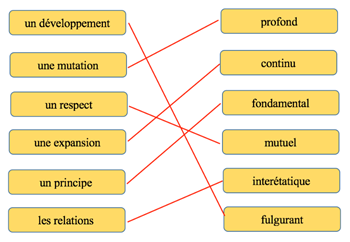 un développement
profond
une mutation
continu
un respect
fondamental
une expansion
mutuel
un principe
interétatique
les relations
fulgurant